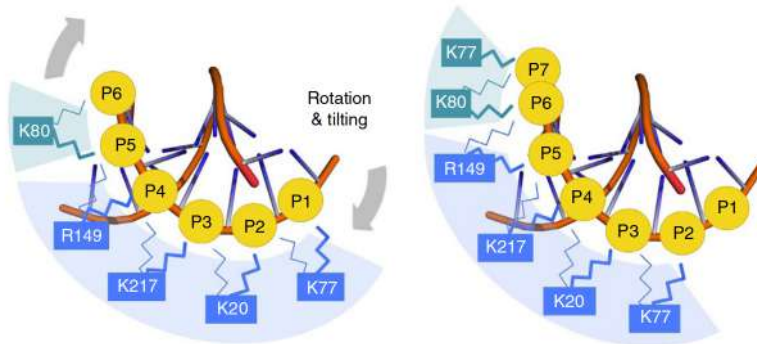 P6
K80
P5
P4
P3
P2
P1
R149
K217
K20
K77
Rotation
& tilting
K77
P7
K80
P6
R149
P5
P4
P3
P2
P1
K217
K20
K77